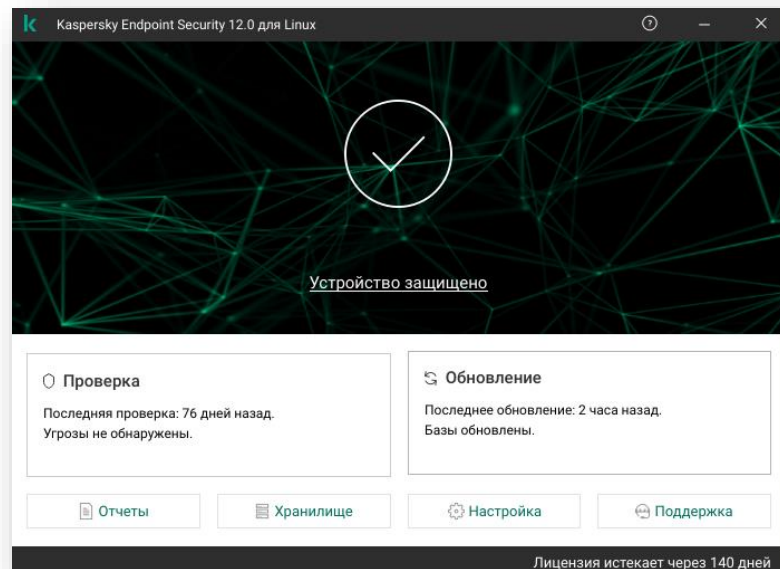 Kaspersky Endpoint Security 12.0 для Linux
Устройство защищено
Проверка
Последняя проверка: 76 дней назад.
Угрозы не обнаружены.
Обновление
Последнее обновление: 2 часа назад.
Базы обновлены.
Отчеты
Хранилище
Настройка
Поддержка
Лицензия истекает через 140 дней